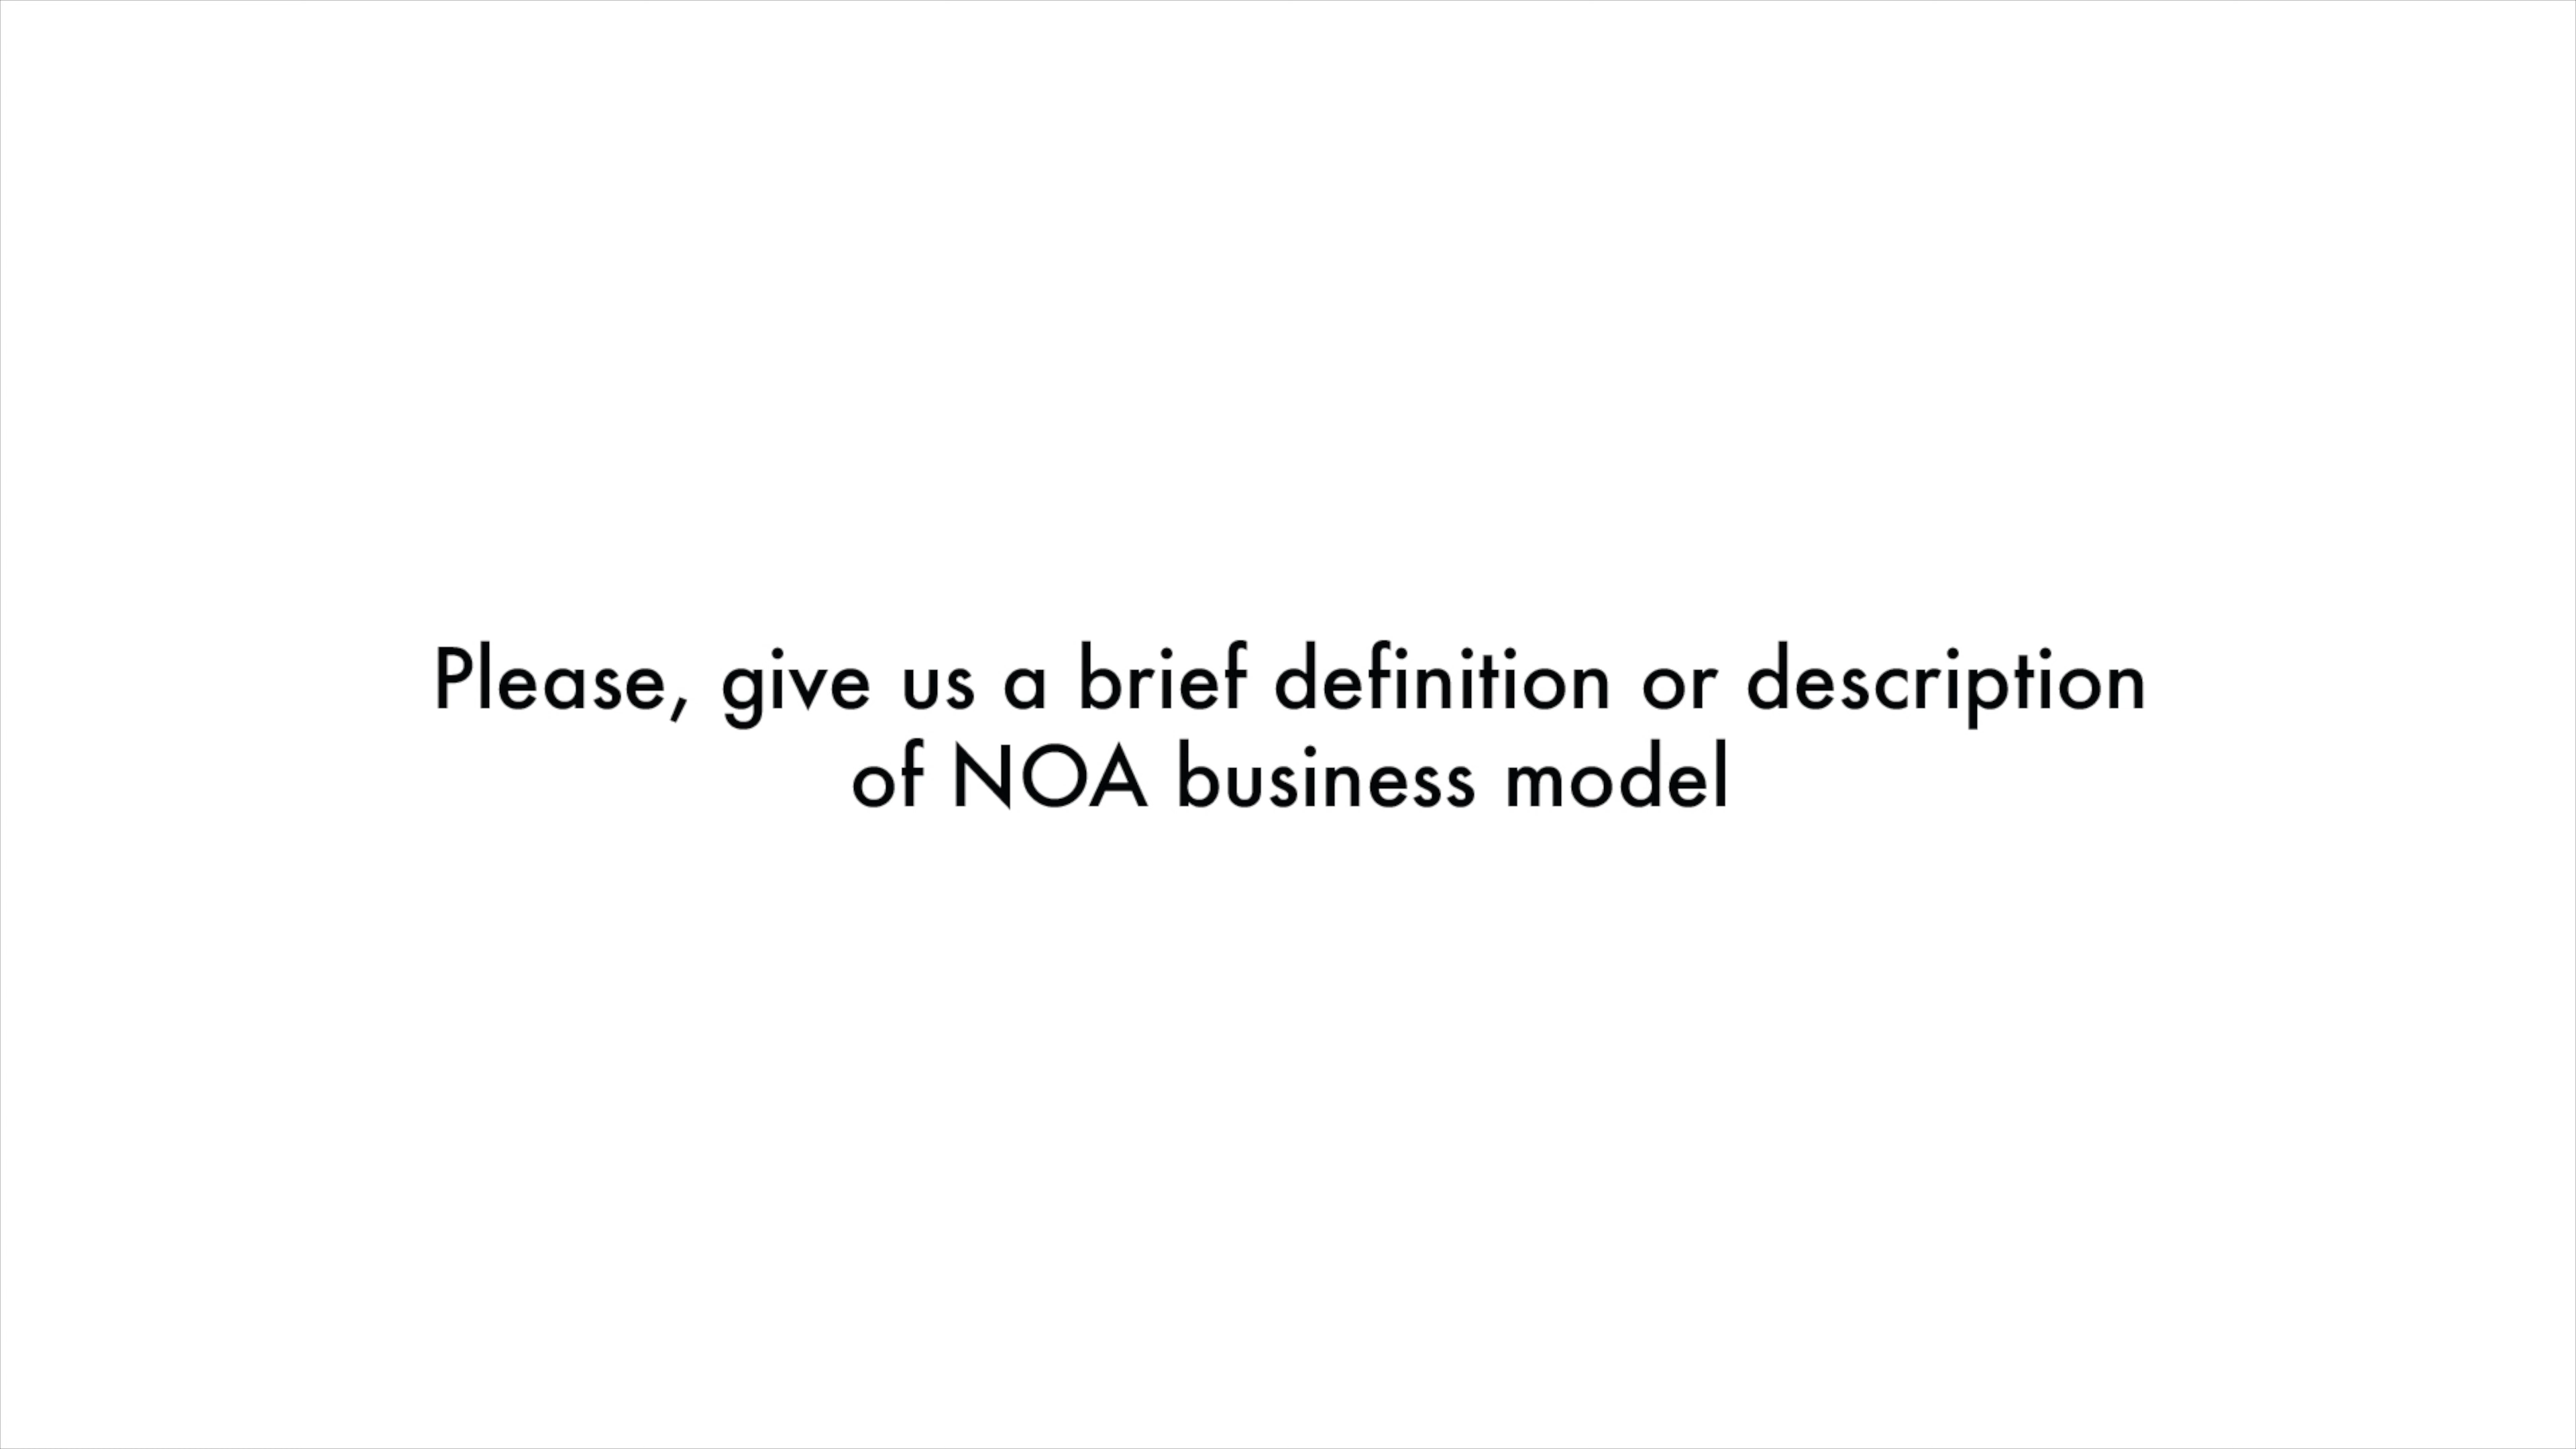 Please, give us a brief definition or description
of NOA business model